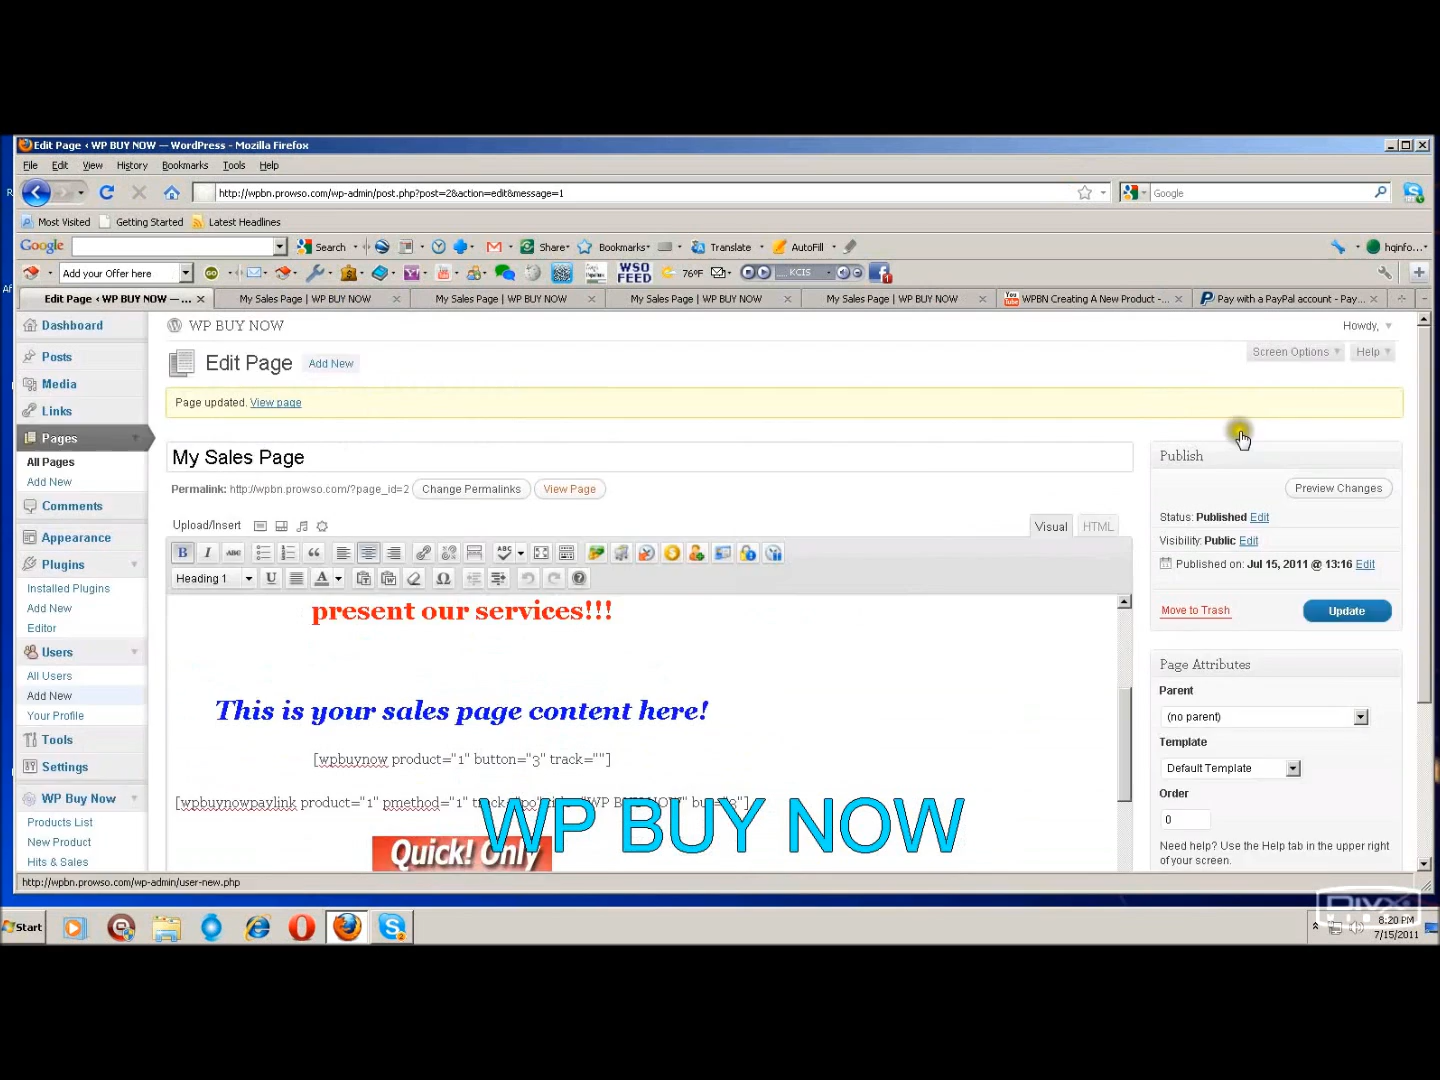 Edit Page ‹ WP BUY NOW — WordPress - Mozilla Firefox
File Edit View History Bookmarks Tools Help
http://wpbn.prowso.com/wp-admin/post.php?post=2&action=edit&message=1
Google
Most Visited Getting Started Latest Headlines
Google Search Share Bookmarks Translate AutoFill hqinfo...
Add your Offer here GO WSO FEED 76°F KCIS
Edit Page ‹ WP BUY NOW — ... My Sales Page | WP BUY NOW My Sales Page | WP BUY NOW My Sales Page | WP BUY NOW My Sales Page | WP BUY NOW WPBN Creating A New Product -... Pay with a PayPal account - Pay...
Dashboard
Posts
Media
Links
Pages
All Pages
Add New
Comments
Appearance
Plugins
Installed Plugins
Add New
Editor
Users
All Users
Add New
Your Profile
Tools
Settings
WP Buy Now
Products List
New Product
Hits & Sales
WP BUY NOW
Howdy,
Edit Page Add New
Screen Options Help
Page updated. View page
My Sales Page
Permalink: http://wpbn.prowso.com/?page_id=2 Change Permalinks View Page
Upload/Insert
Visual HTML
B I ABC
Heading 1 U A
present our services!!!
This is your sales page content here!
[wpbuynow product="1" button="3" track=""]
[wpbuynowpaylink product="1" pmethod="1"
WP BUY NOW
Quick! Only
Publish
Preview Changes
Status: Published Edit
Visibility: Public Edit
Published on: Jul 15, 2011 @ 13:16 Edit
Move to Trash Update
Page Attributes
Parent
(no parent)
Template
Default Template
Order
0
Need help? Use the Help tab in the upper right
of your screen.
http://wpbn.prowso.com/wp-admin/user-new.php
DIVX
Start
8:20 PM
7/15/2011